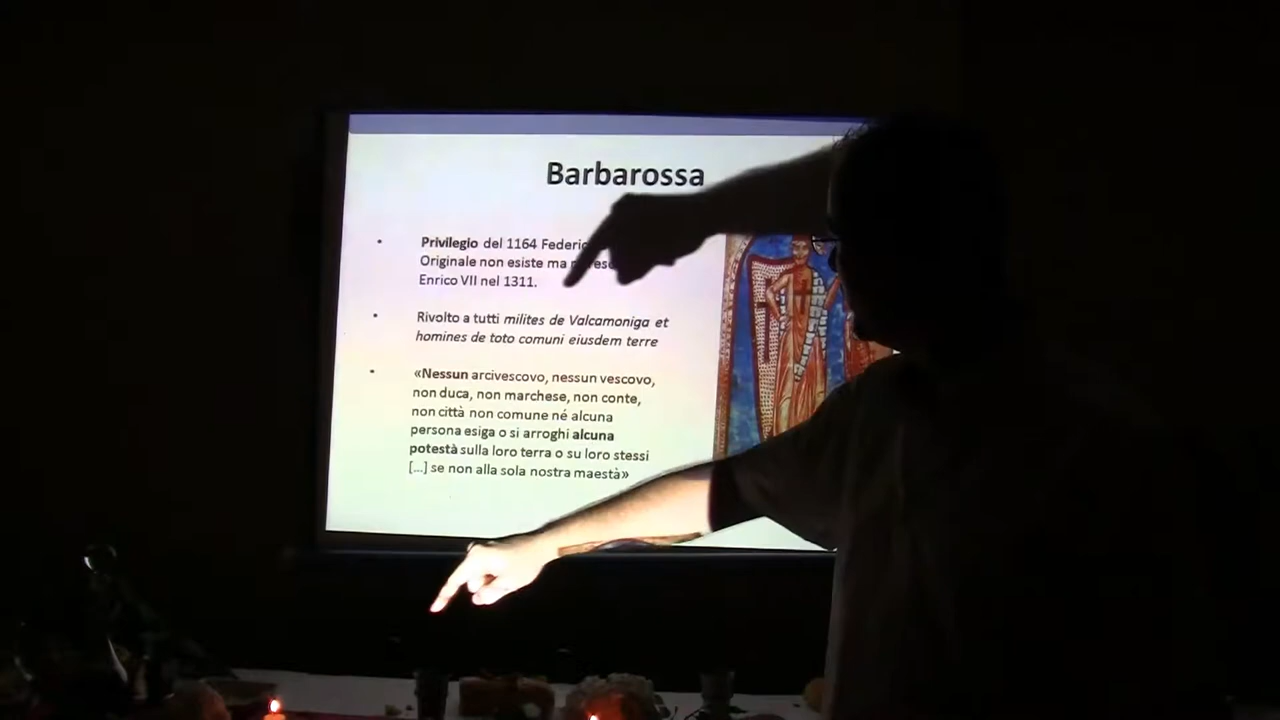 Barbarossa
• Privilegio del 1164
Originale non esiste ma
Enrico VII nel 1311.
• Rivolto a tutti milites de Valcamoniga et
homines de toto comuni eiusdem terre
• «Nessun arcivescovo, nessun vescovo,
non duca, non marchese, non conte,
non città non comune né alcuna
persona esiga o si arroghi alcuna
potestà sulla loro terra o su loro stessi
[...] se non alla sola nostra maestà»